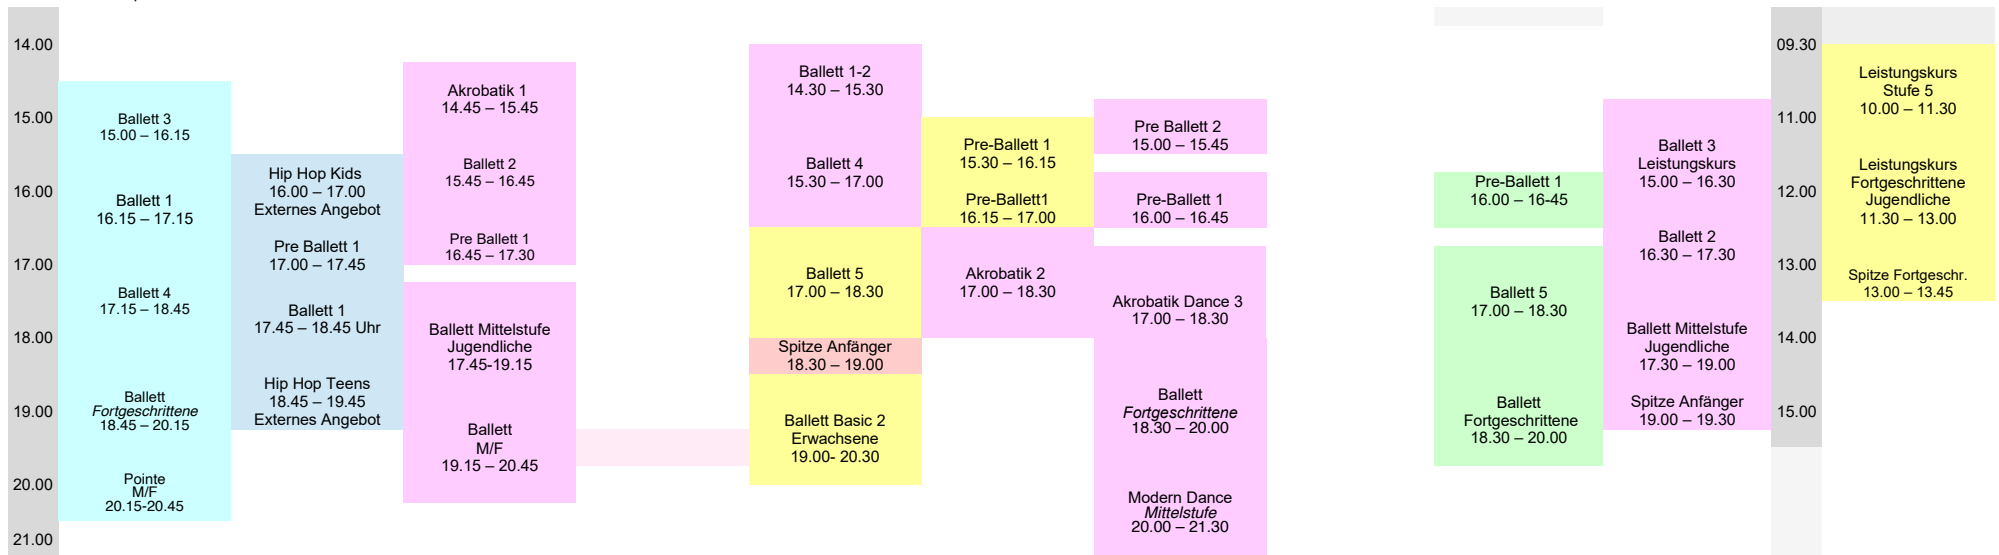 14.00
15.00
16.00
17.00
18.00
19.00
20.00
21.00
Ballett 3
15.00 – 16.15
Ballett 1
16.15 – 17.15
Ballett 4
17.15 – 18.45
Ballett
Fortgeschrittene
18.45 – 20.15
Pointe
M/F
20.15-20.45
Hip Hop Kids
16.00 – 17.00
Externes Angebot
Pre Ballett 1
17.00 – 17.45
Ballett 1
17.45 – 18.45 Uhr
Hip Hop Teens
18.45 – 19.45
Externes Angebot
Akrobatik 1
14.45 – 15.45
Ballett 2
15.45 – 16.45
Pre Ballett 1
16.45 – 17.30
Ballett Mittelstufe
Jugendliche
17.45-19.15
Ballett
M/F
19.15 – 20.45
Ballett 1-2
14.30 – 15.30
Ballett 4
15.30 – 17.00
Ballett 5
17.00 – 18.30
Spitze Anfänger
18.30 – 19.00
Ballett Basic 2
Erwachsene
19.00- 20.30
Pre-Ballett 1
15.30 – 16.15
Pre-Ballett1
16.15 – 17.00
Akrobatik 2
17.00 – 18.30
Pre Ballett 2
15.00 – 15.45
Pre-Ballett 1
16.00 – 16.45
Akrobatik Dance 3
17.00 – 18.30
Ballett
Fortgeschrittene
18.30 – 20.00
Modern Dance
Mittelstufe
20.00 – 21.30
Pre-Ballett 1
16.00 – 16-45
Ballett 5
17.00 – 18.30
Ballett
Fortgeschrittene
18.30 – 20.00
Ballett 3
Leistungskurs
15.00 – 16.30
Ballett 2
16.30 – 17.30
Ballett Mittelstufe
Jugendliche
17.30 – 19.00
Spitze Anfänger
19.00 – 19.30
09.30
11.00
12.00
13.00
14.00
15.00
Leistungskurs
Stufe 5
10.00 – 11.30
Leistungskurs
Fortgeschrittene
Jugendliche
11.30 – 13.00
Spitze Fortgeschr.
13.00 – 13.45